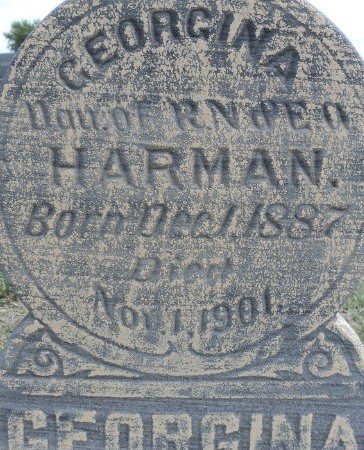 GEORGINA
Dau. of R.N. & E.O.
HARMAN.
Born Dec. 1. 1887
Died
Nov. 1, 1901.
GEORGINA